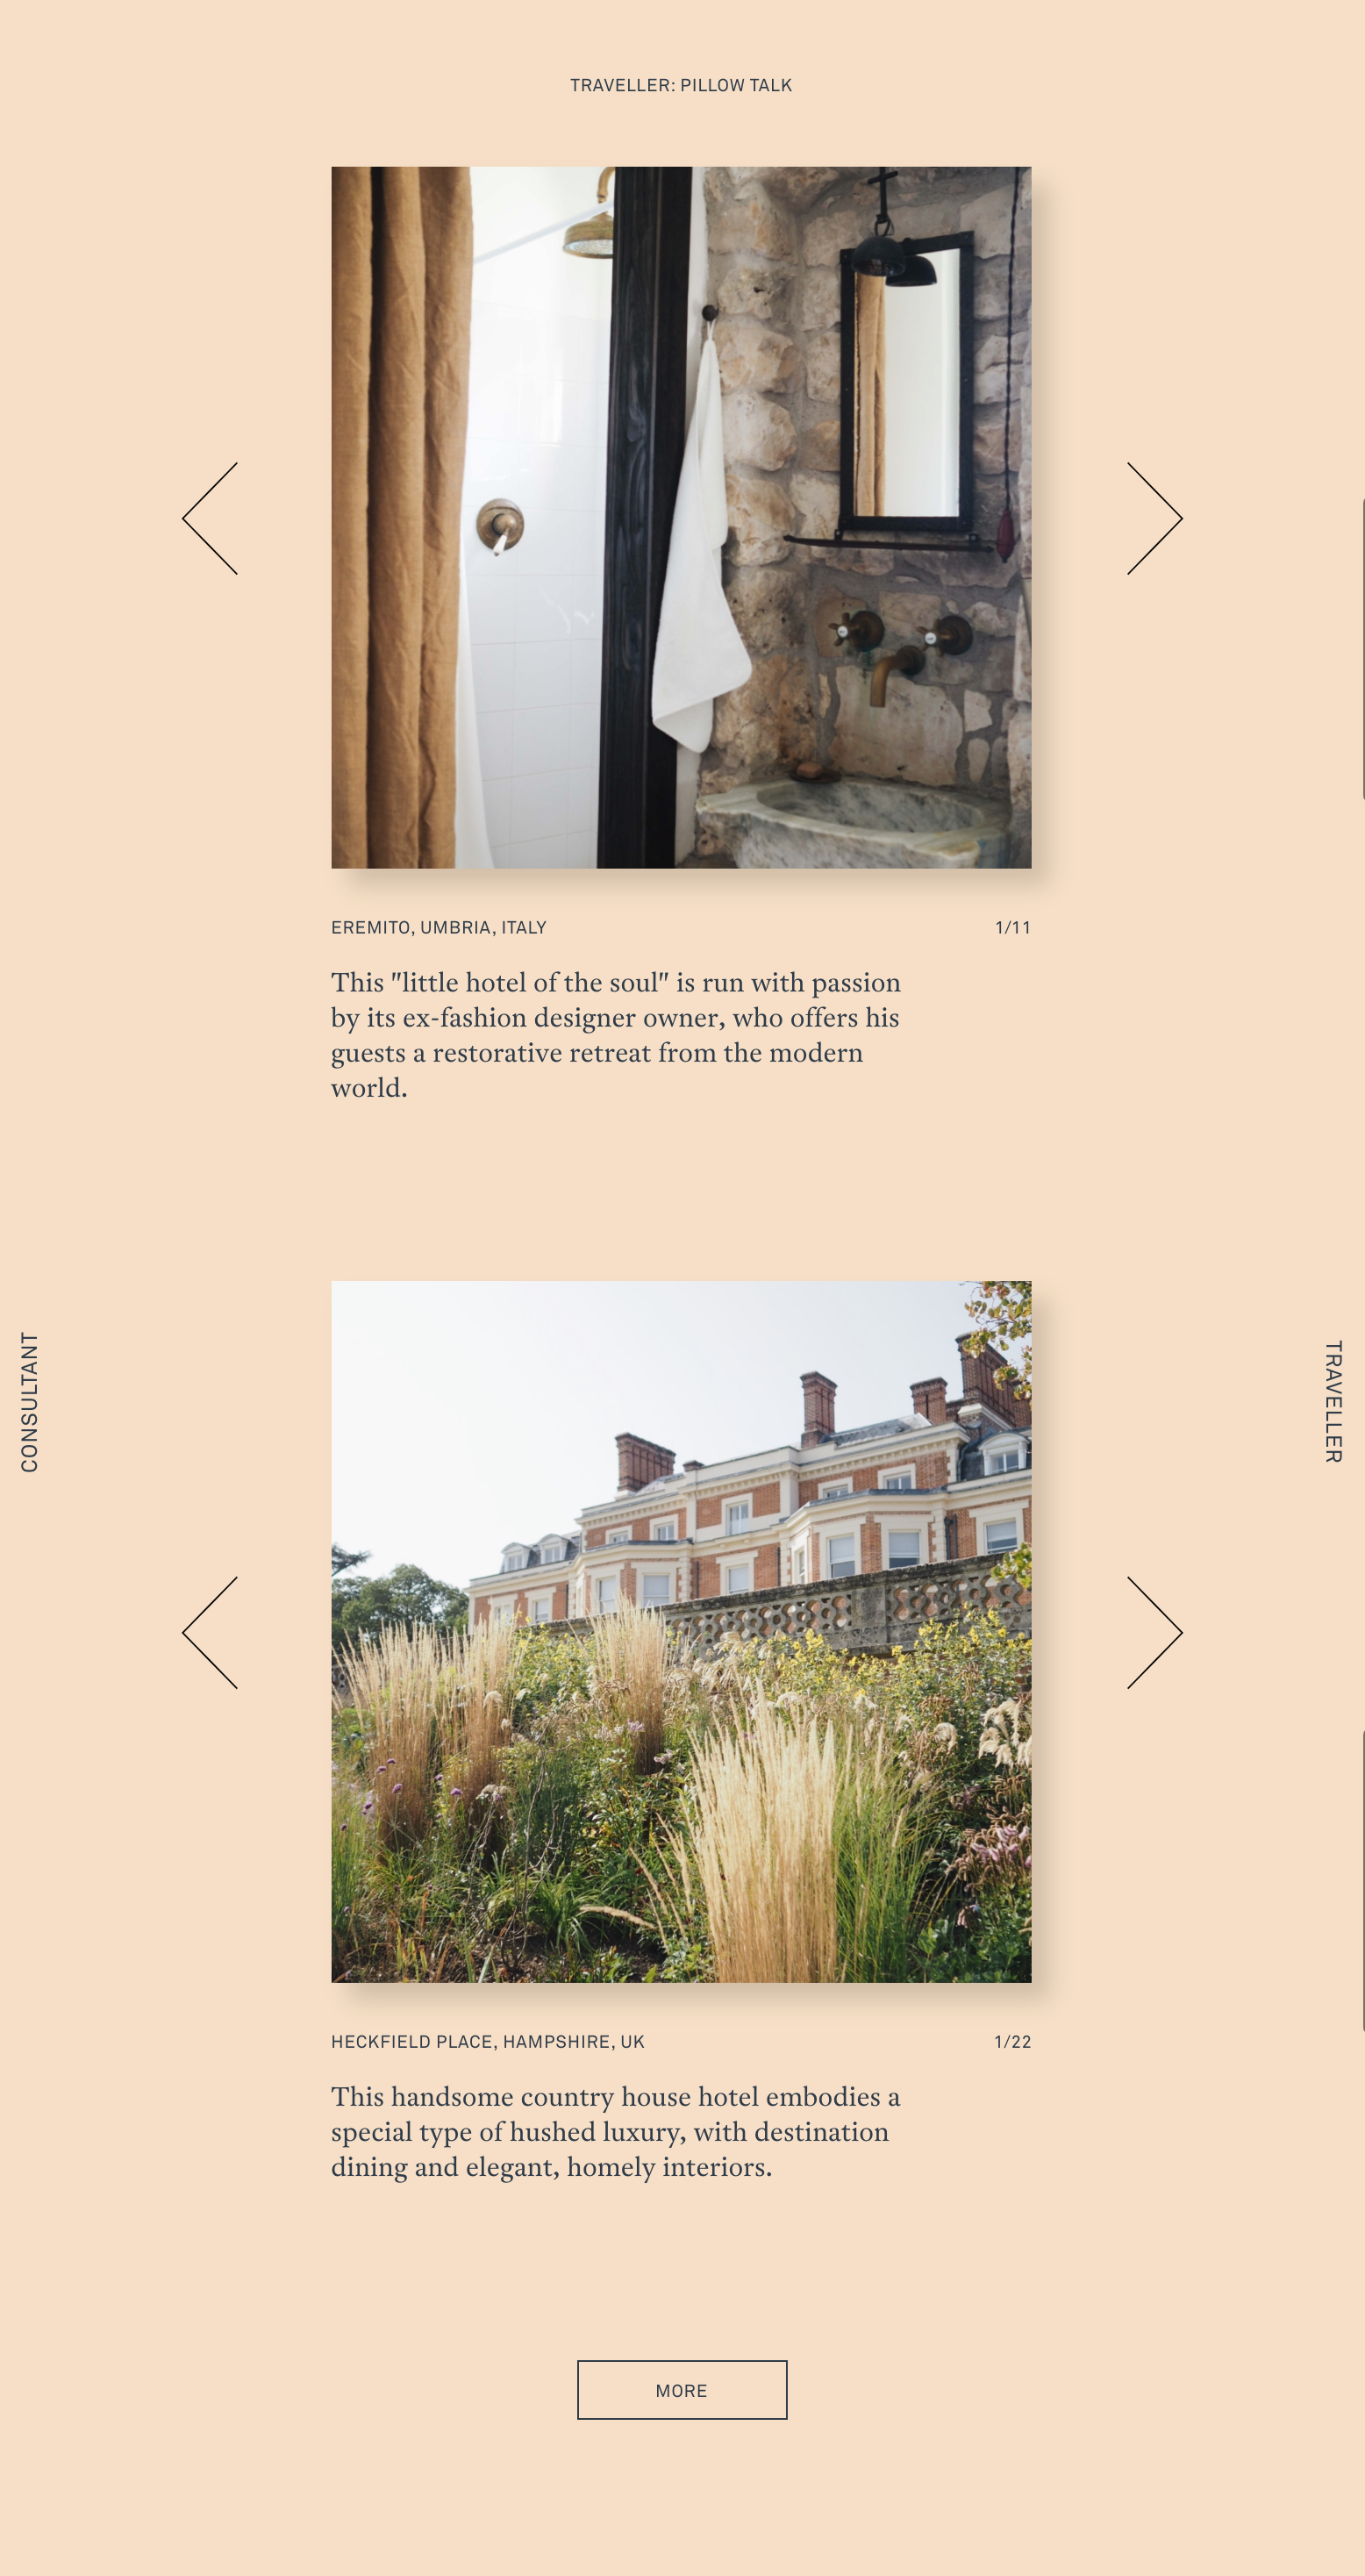 TRAVELLER: PILLOW TALK
EREMITO, UMBRIA, ITALY
1/11
This "little hotel of the soul" is run with passion
by its ex-fashion designer owner, who offers his
guests a restorative retreat from the modern
world.
CONSULTANT
TRAVELLER
HECKFIELD PLACE, HAMPSHIRE, UK
1/22
This handsome country house hotel embodies a
special type of hushed luxury, with destination
dining and elegant, homely interiors.
MORE